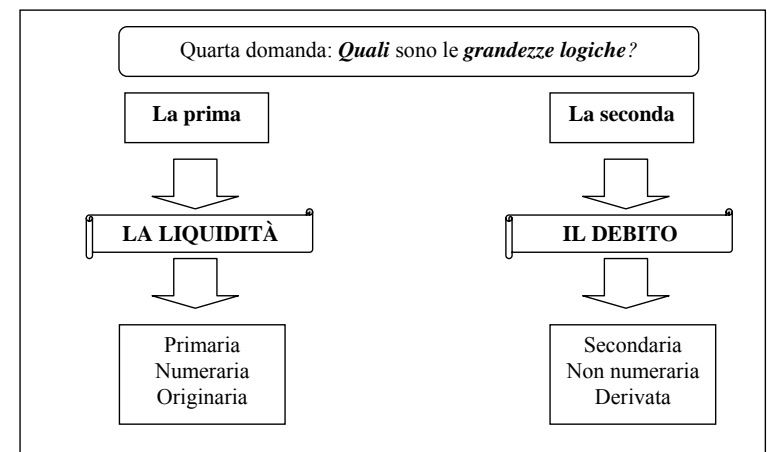 Quarta domanda: Quali sono le grandezze logiche?
La prima
La seconda
LA LIQUIDITÀ
IL DEBITO
Primaria
Numeraria
Originaria
Secondaria
Non numeraria
Derivata